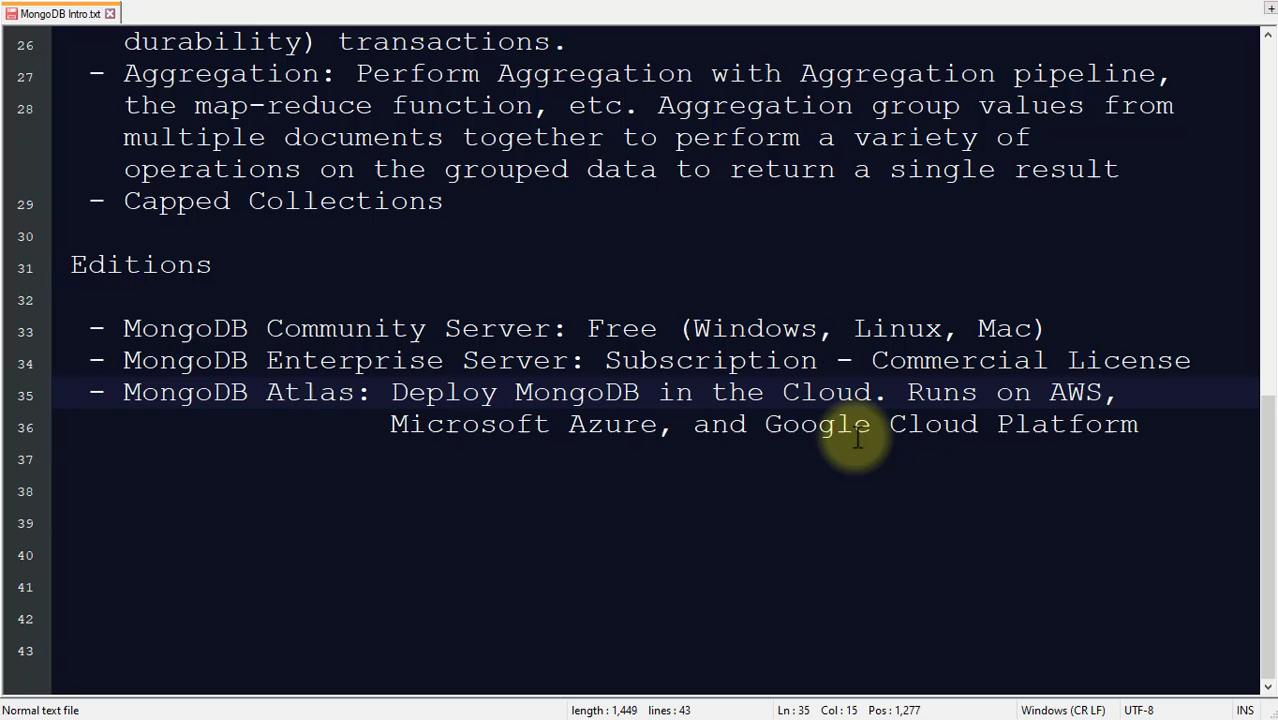 MongoDB Intro.txt
26 durability) transactions.
27 - Aggregation: Perform Aggregation with Aggregation pipeline,
28 the map-reduce function, etc. Aggregation group values from
multiple documents together to perform a variety of
operations on the grouped data to return a single result
29 - Capped Collections
30
31 Editions
32
33 - MongoDB Community Server: Free (Windows, Linux, Mac)
34 - MongoDB Enterprise Server: Subscription - Commercial License
35 - MongoDB Atlas: Deploy MongoDB in the Cloud. Runs on AWS,
36 Microsoft Azure, and Google Cloud Platform
37
38
39
40
41
42
43
Normal text file length : 1,449 lines : 43 Ln : 35 Col : 15 Pos : 1,277 Windows (CR LF) UTF-8 INS